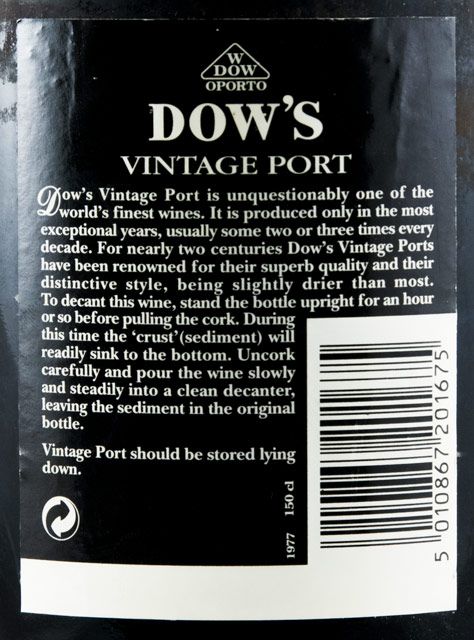 W
DOW
OPORTO
DOW'S
VINTAGE PORT
Dow's Vintage Port is unquestionably one of the
world's finest wines. It is produced only in the most
exceptional years, usually some two or three times every
decade. For nearly two centuries Dow's Vintage Ports
have been renowned for their superb quality and their
distinctive style, being slightly drier than most.
To decant this wine, stand the bottle upright for an hour
or so before pulling the cork. During
this time the 'crust'(sediment) will
readily sink to the bottom. Uncork
carefully and pour the wine slowly
and steadily into a clean decanter,
leaving the sediment in the original
bottle.
Vintage Port should be stored lying
down.
1977 150 cl
5 010867 201675